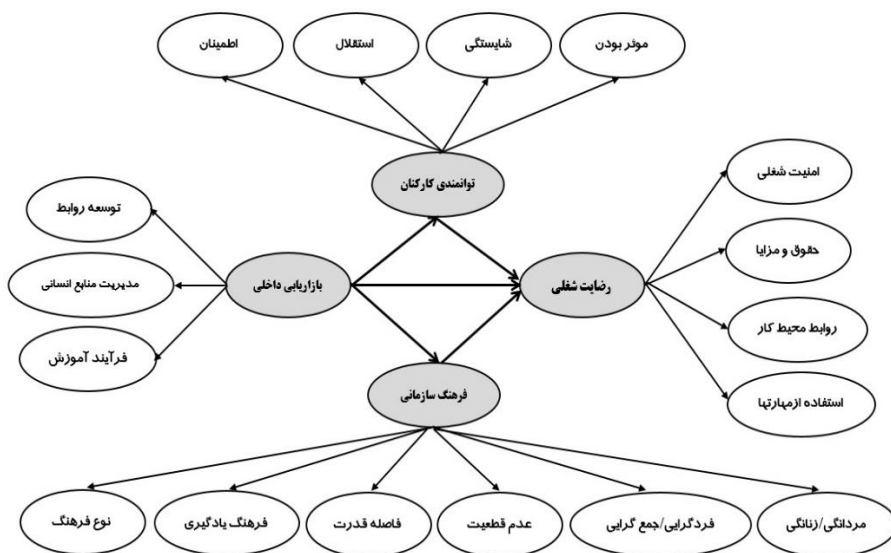 موثر بودن
شایستگی
استقلال
اطمینان
توانمندی کارکنان
امنیت شغلی
توسعه روابط
حقوق و مزایا
رضایت شغلی
بازاریابی داخلی
مدیریت منابع انسانی
روابط محیط کار
فرآیند آموزش
فرهنگ سازمانی
استفاده ازمهارتها
مردانگی/زنانگی
فردگرایی/جمع گرایی
عدم قطعیت
فاصله قدرت
فرهنگ یادگیری
نوع فرهنگ